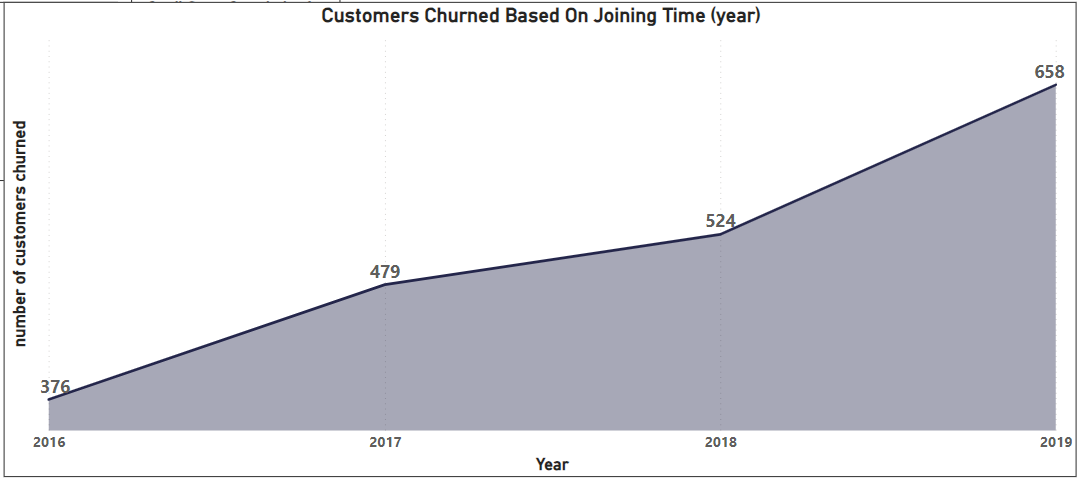 Customers Churned Based On Joining Time (year)
number of customers churned
658
524
479
376
2016 2017 2018 2019
Year